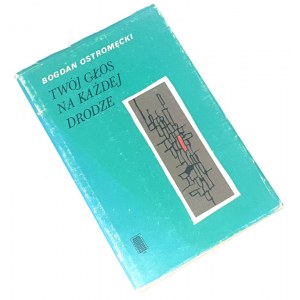 BOGDAN OSTROMĘCKI
TWÓJ GŁOS
NA KAŻDEJ
DRODZE